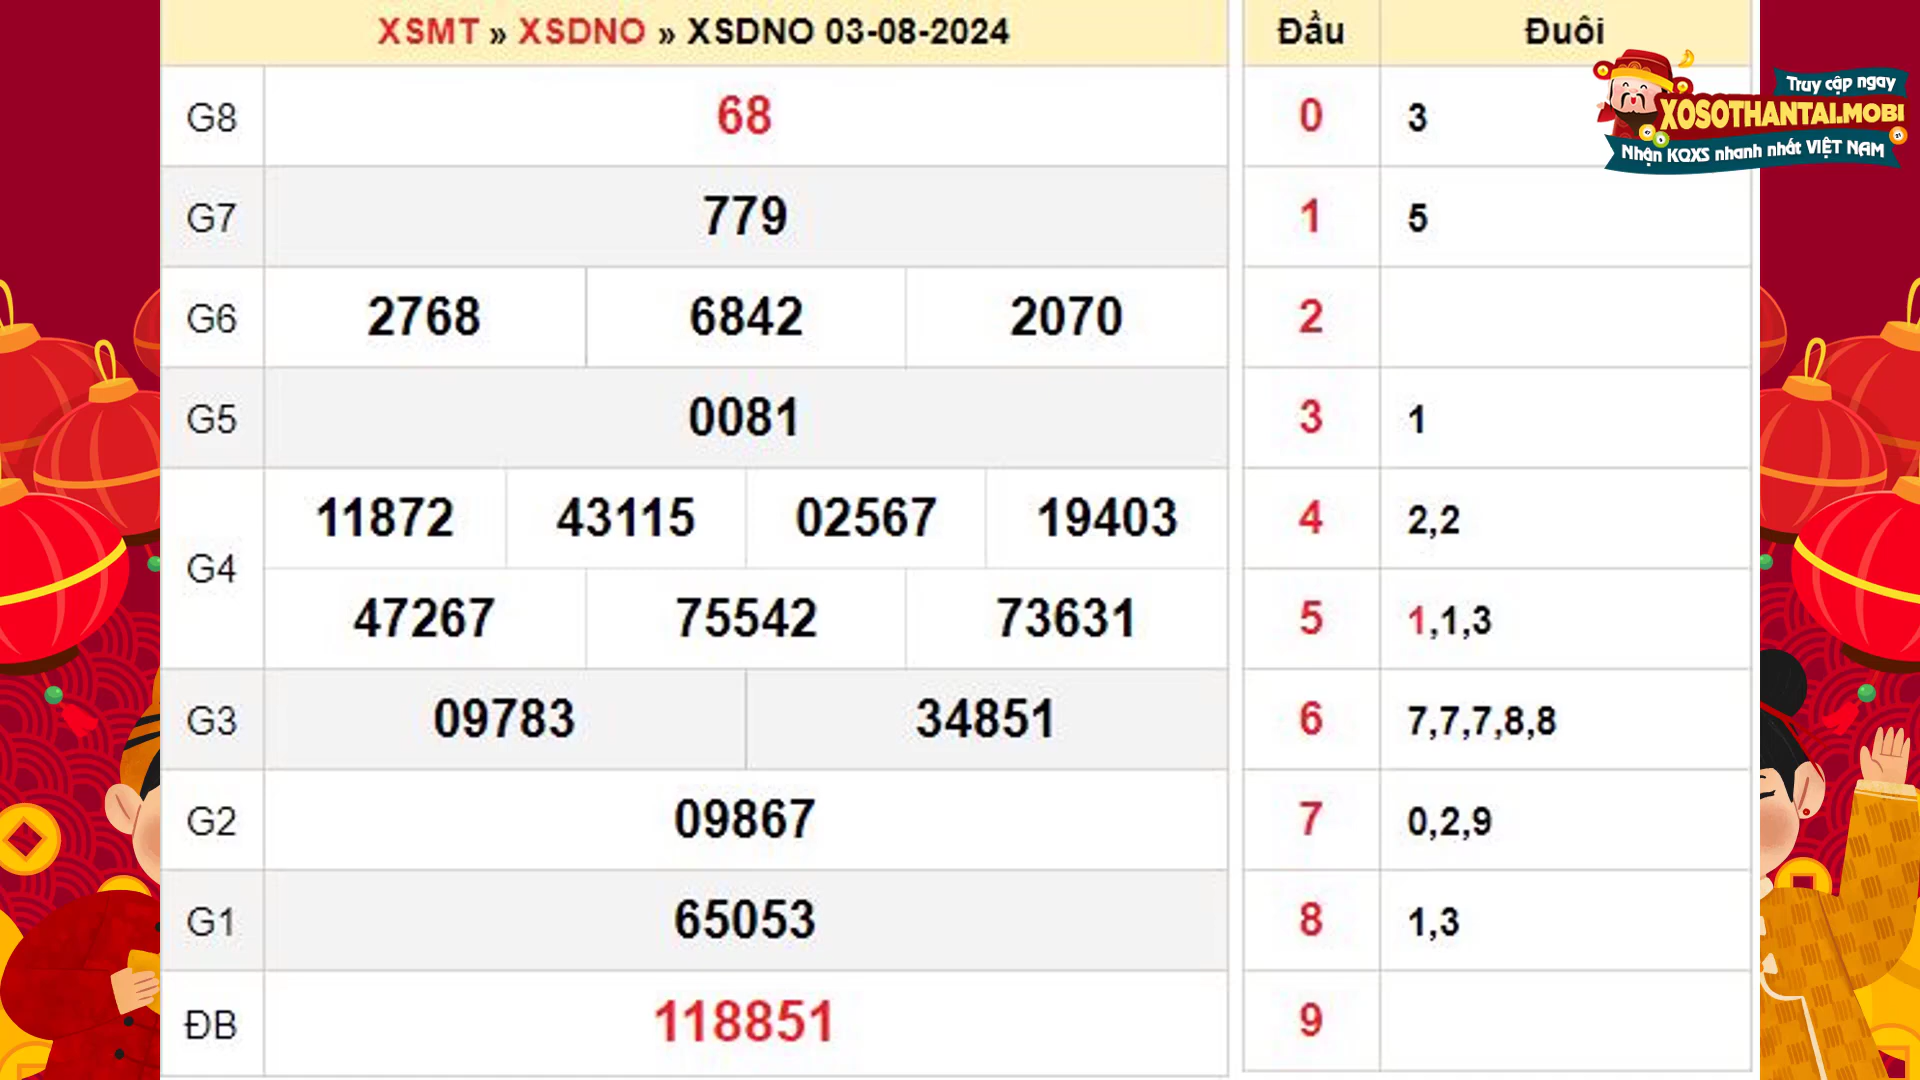 XSMT » XSDNO » XSDNO 03-08-2024
G8 68
G7 779
G6 2768 6842 2070
G5 0081
G4 11872 43115 02567 19403
47267 75542 73631
G3 09783 34851
G2 09867
G1 65053
ĐB 118851
Đầu Đuôi
0 3
1 5
2
3 1
4 2,2
5 1,1,3
6 7,7,7,8,8
7 0,2,9
8 1,3
9
Truy cập ngay
XOSOTHANTAI.MOBI
Nhận KQXS nhanh nhất VIỆT NAM